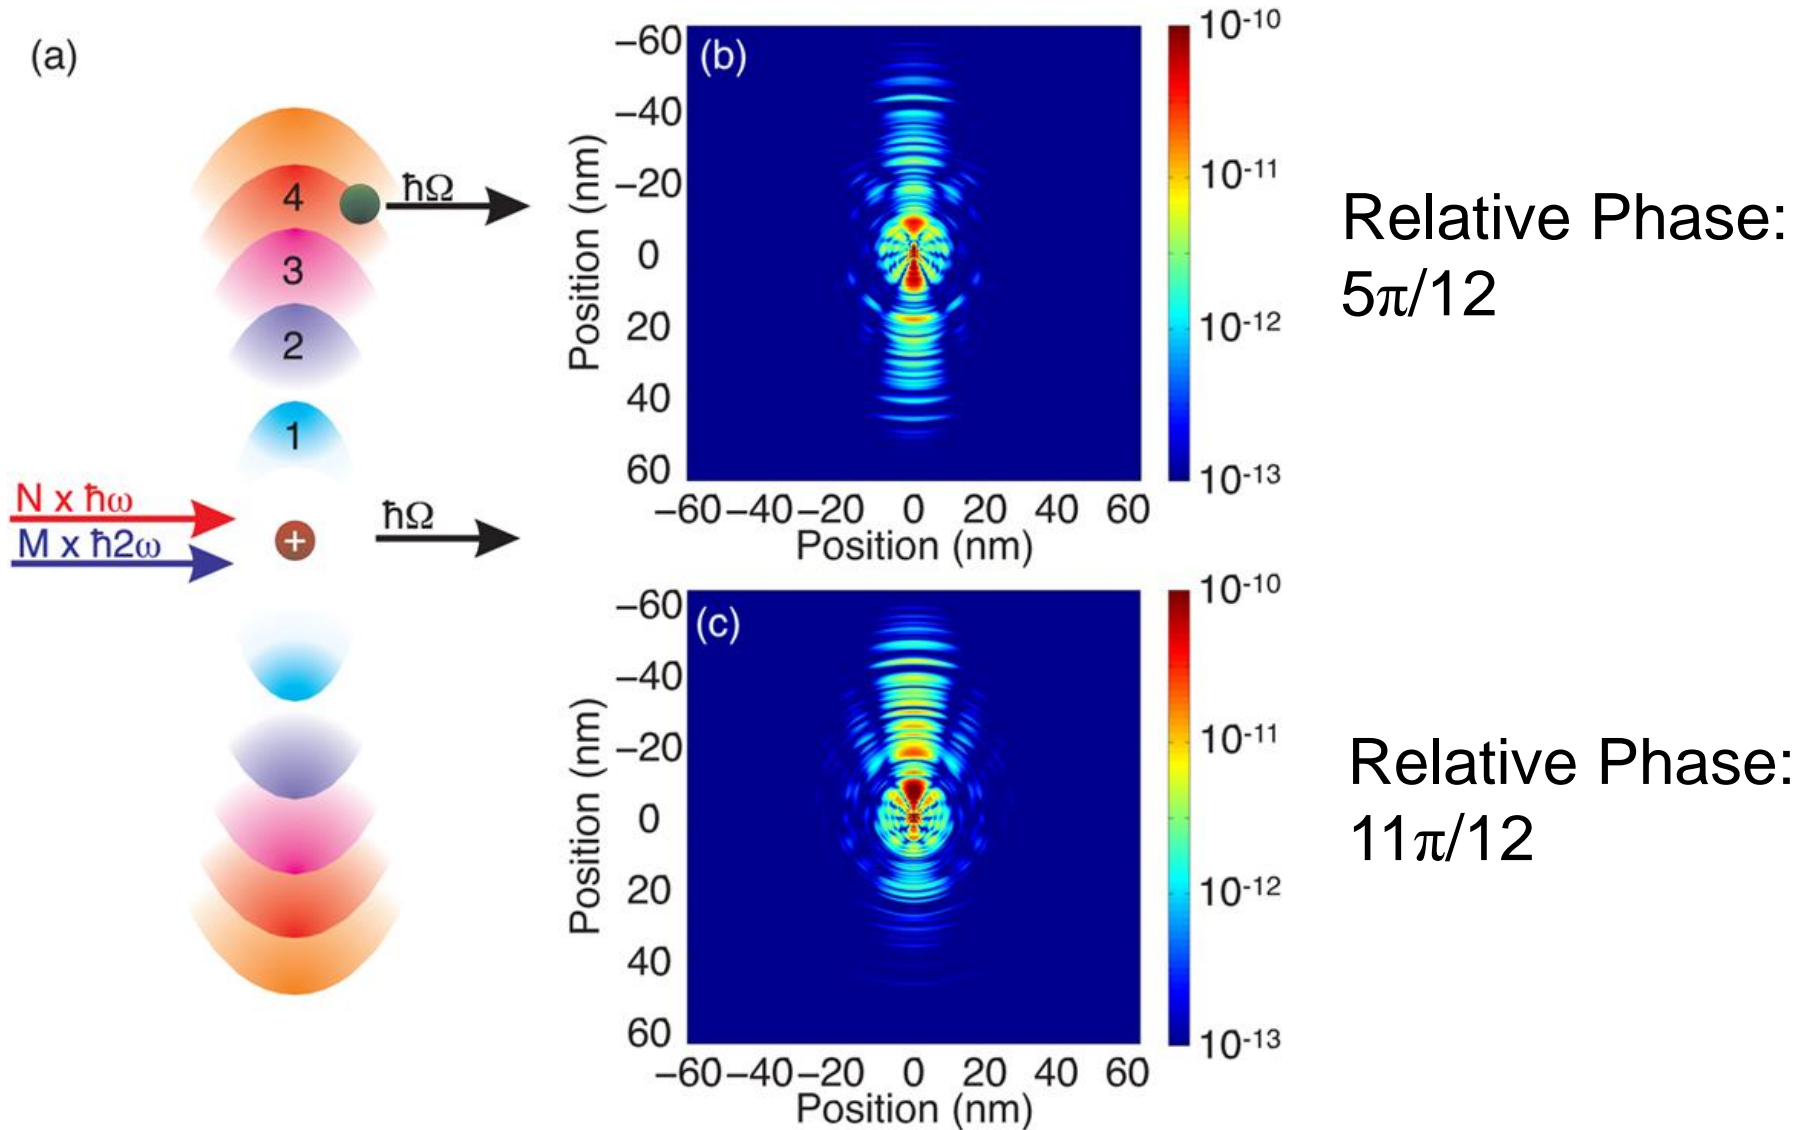 (a)
4
ħΩ
3
2
1
N x ħω
M x ħ2ω
+
ħΩ
(b)
Position (nm)
−60
−40
−20
0
20
40
60
−60 −40 −20 0 20 40 60
Position (nm)
10-10
10-11
10-12
10-13
Relative Phase:
5π/12
(c)
Position (nm)
−60
−40
−20
0
20
40
60
−60 −40 −20 0 20 40 60
Position (nm)
10-10
10-11
10-12
10-13
Relative Phase:
11π/12